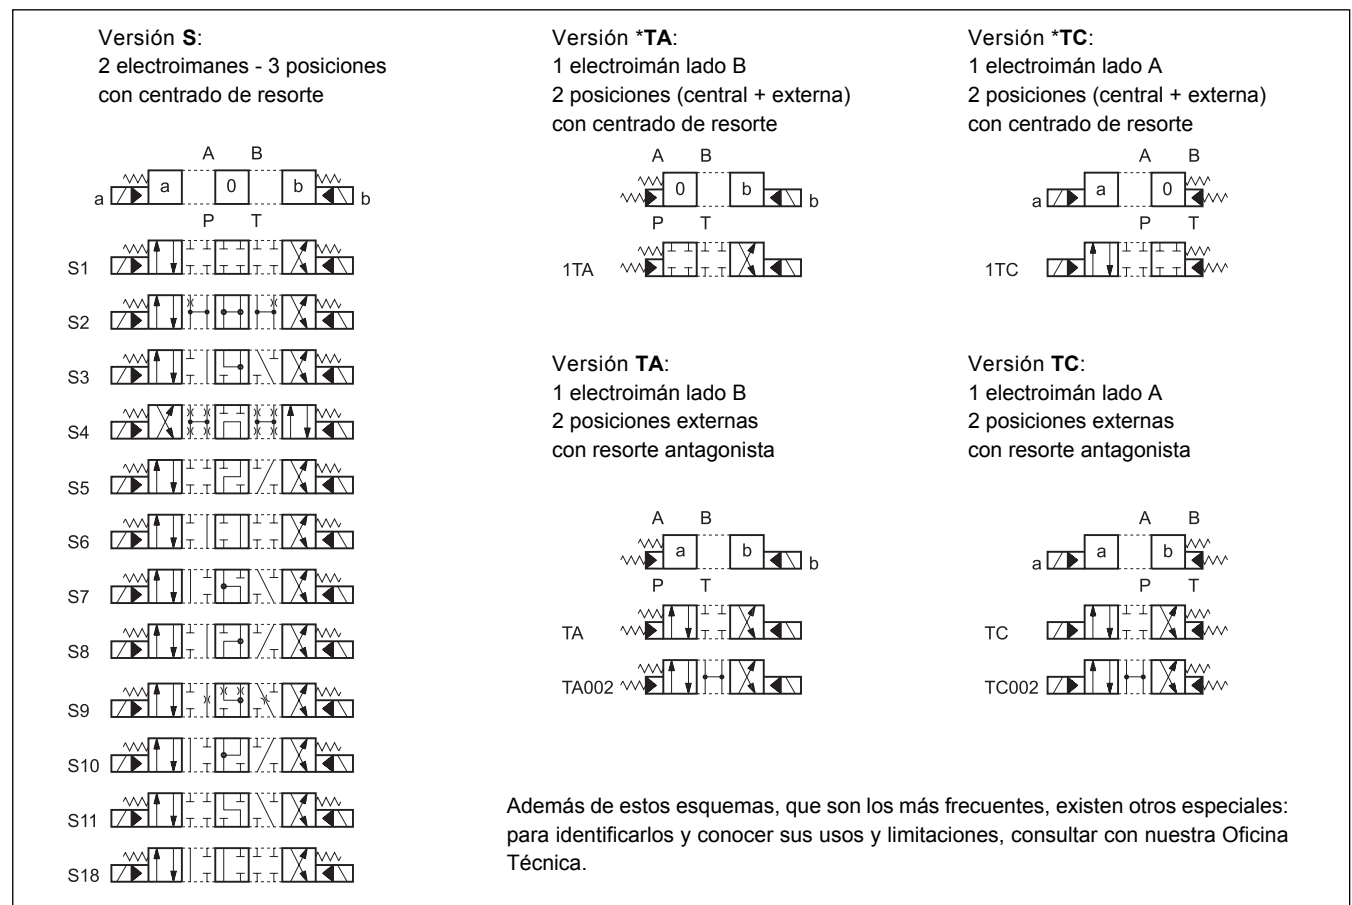 Versión S:
2 electroimanes - 3 posiciones
con centrado de resorte
A B
a a 0 b b
P T
S1
S2
S3
S4
S5
S6
S7
S8
S9
S10
S11
S18
Versión *TA:
1 electroimán lado B
2 posiciones (central + externa)
con centrado de resorte
A B
0 b b
P T
1TA
Versión *TC:
1 electroimán lado A
2 posiciones (central + externa)
con centrado de resorte
A B
a a 0
P T
1TC
Versión TA:
1 electroimán lado B
2 posiciones externas
con resorte antagonista
A B
a b b
P T
TA
TA002
Versión TC:
1 electroimán lado A
2 posiciones externas
con resorte antagonista
A B
a a b
P T
TC
TC002
Además de estos esquemas, que son los más frecuentes, existen otros especiales:
para identificarlos y conocer sus usos y limitaciones, consultar con nuestra Oficina
Técnica.